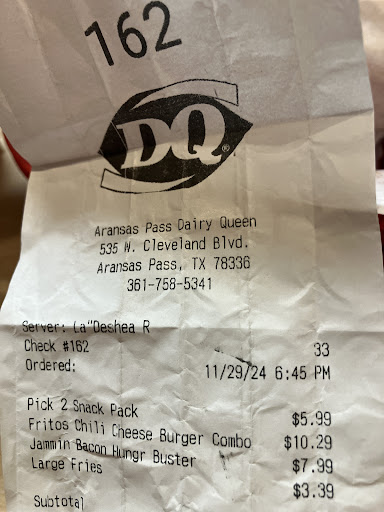 162
DQ®
Aransas Pass Dairy Queen
535 W. Cleveland Blvd.
Aransas Pass, TX 78336
361-758-5341
Server: La"Deshea R
Check #162 33
Ordered: 11/29/24 6:45 PM
Pick 2 Snack Pack $5.99
Fritos Chili Cheese Burger Combo $10.29
Jammin Bacon Hungr Buster $7.99
Large Fries $3.39
Subtotal